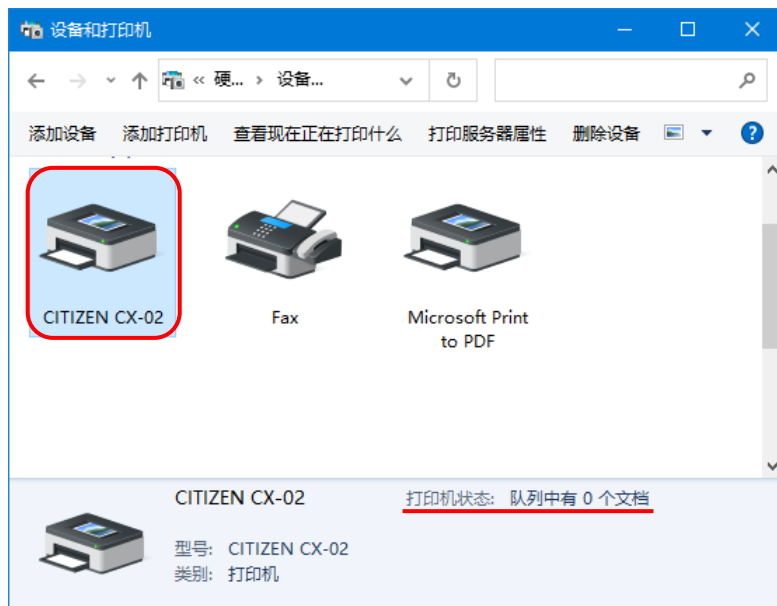 设备和打印机
« 硬... › 设备...
添加设备 添加打印机 查看现在正在打印什么 打印服务器属性 删除设备
CITIZEN CX-02
Fax
Microsoft Print
to PDF
CITIZEN CX-02 打印机状态: 队列中有 0 个文档
型号: CITIZEN CX-02
类别: 打印机